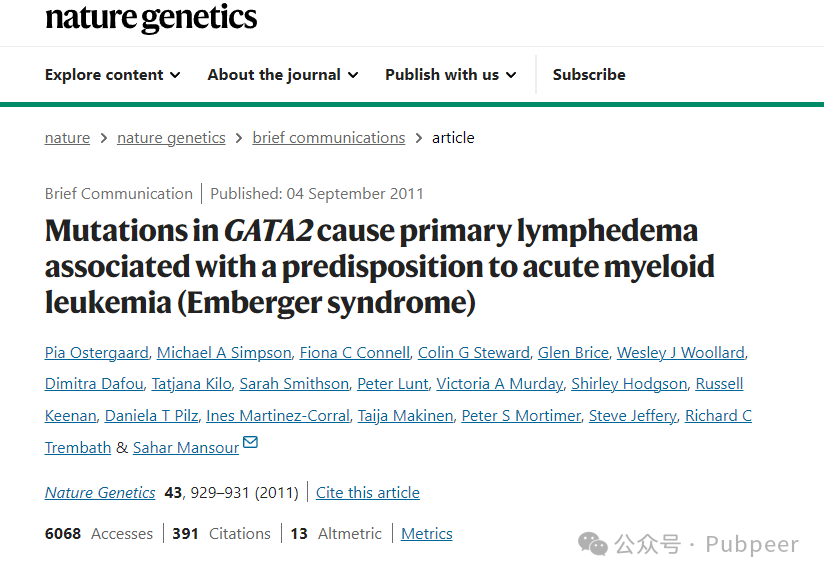 nature genetics
Explore content About the journal Publish with us Subscribe
nature > nature genetics > brief communications > article
Brief Communication | Published: 04 September 2011
Mutations in GATA2 cause primary lymphedema
associated with a predisposition to acute myeloid
leukemia (Emberger syndrome)
Pia Ostergaard, Michael A Simpson, Fiona C Connell, Colin G Steward, Glen Brice, Wesley J Woollard,
Dimitra Dafou, Tatjana Kilo, Sarah Smithson, Peter Lunt, Victoria A Murday, Shirley Hodgson, Russell
Keenan, Daniela T Pilz, Ines Martinez-Corral, Taija Makinen, Peter S Mortimer, Steve Jeffery, Richard C
Trembath & Sahar Mansour
Nature Genetics 43, 929–931 (2011) | Cite this article
6068 Accesses | 391 Citations | 13 Altmetric | Metrics
公众号 · Pubpeer